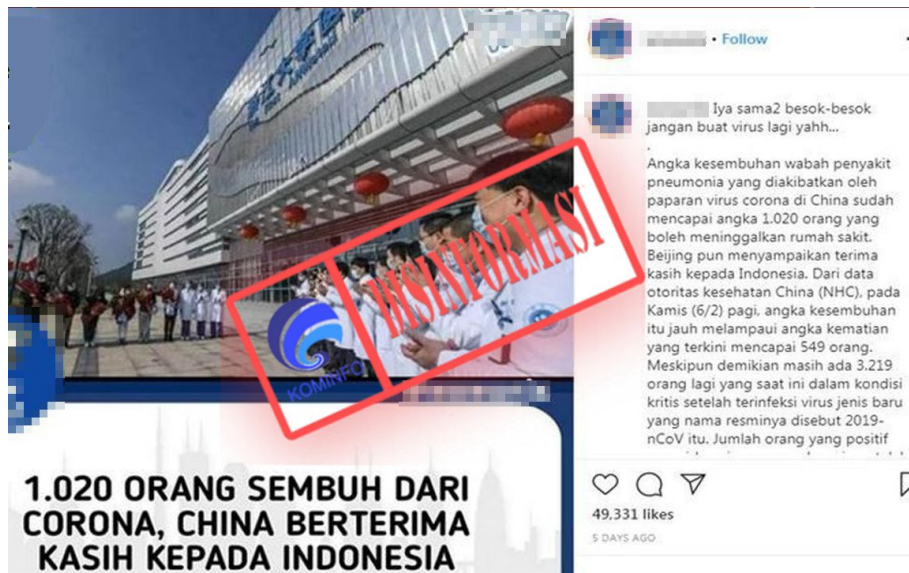 • Follow
Iya sama2 besok-besok
jangan buat virus lagi yahh...
.
Angka kesembuhan wabah penyakit
pneumonia yang diakibatkan oleh
paparan virus corona di China sudah
mencapai angka 1.020 orang yang
boleh meninggalkan rumah sakit.
Beijing pun menyampaikan terima
kasih kepada Indonesia. Dari data
otoritas kesehatan China (NHC), pada
Kamis (6/2) pagi, angka kesembuhan
itu jauh melampaui angka kematian
yang terkini mencapai 549 orang.
Meskipun demikian masih ada 3.219
orang lagi yang saat ini dalam kondisi
kritis setelah terinfeksi virus jenis baru
yang nama resminya disebut 2019-
nCoV itu. Jumlah orang yang positif
49,331 likes
5 DAYS AGO
KOMINFO
DISINFORMASI
1.020 ORANG SEMBUH DARI
CORONA, CHINA BERTERIMA
KASIH KEPADA INDONESIA